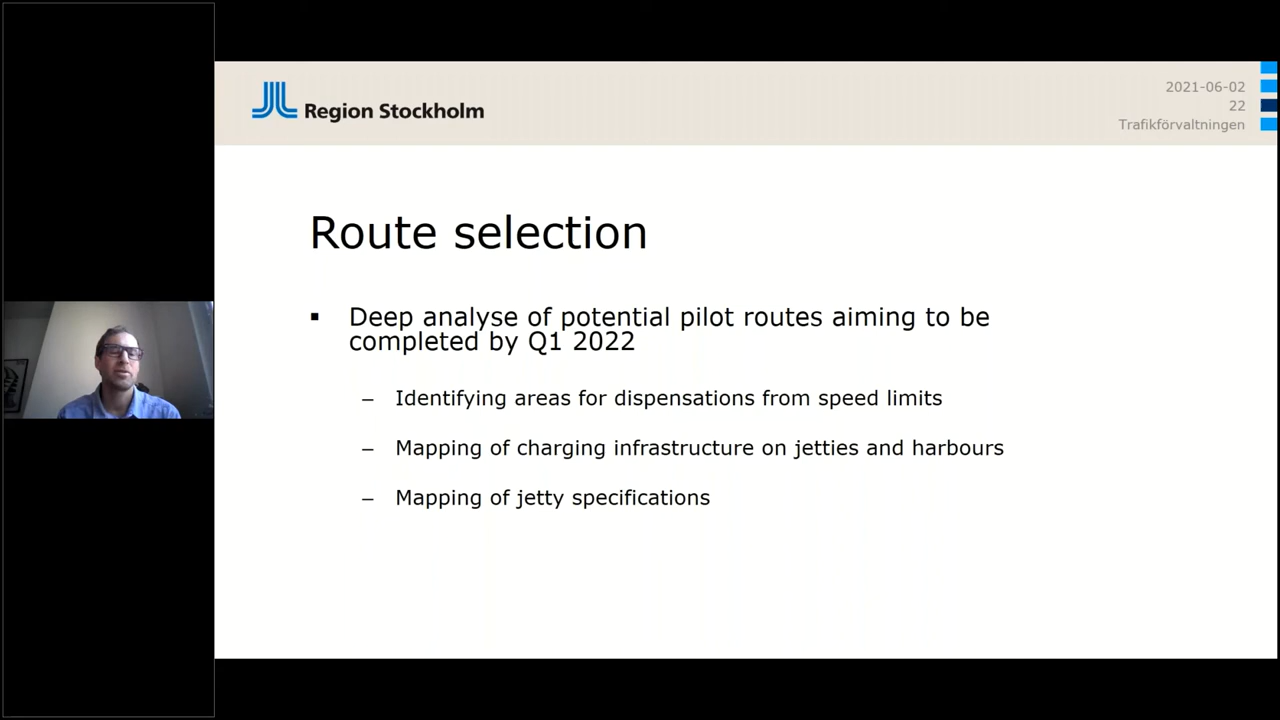 Region Stockholm
2021-06-02
22
Trafikförvaltningen
Route selection
▪ Deep analyse of potential pilot routes aiming to be
completed by Q1 2022
– Identifying areas for dispensations from speed limits
– Mapping of charging infrastructure on jetties and harbours
– Mapping of jetty specifications